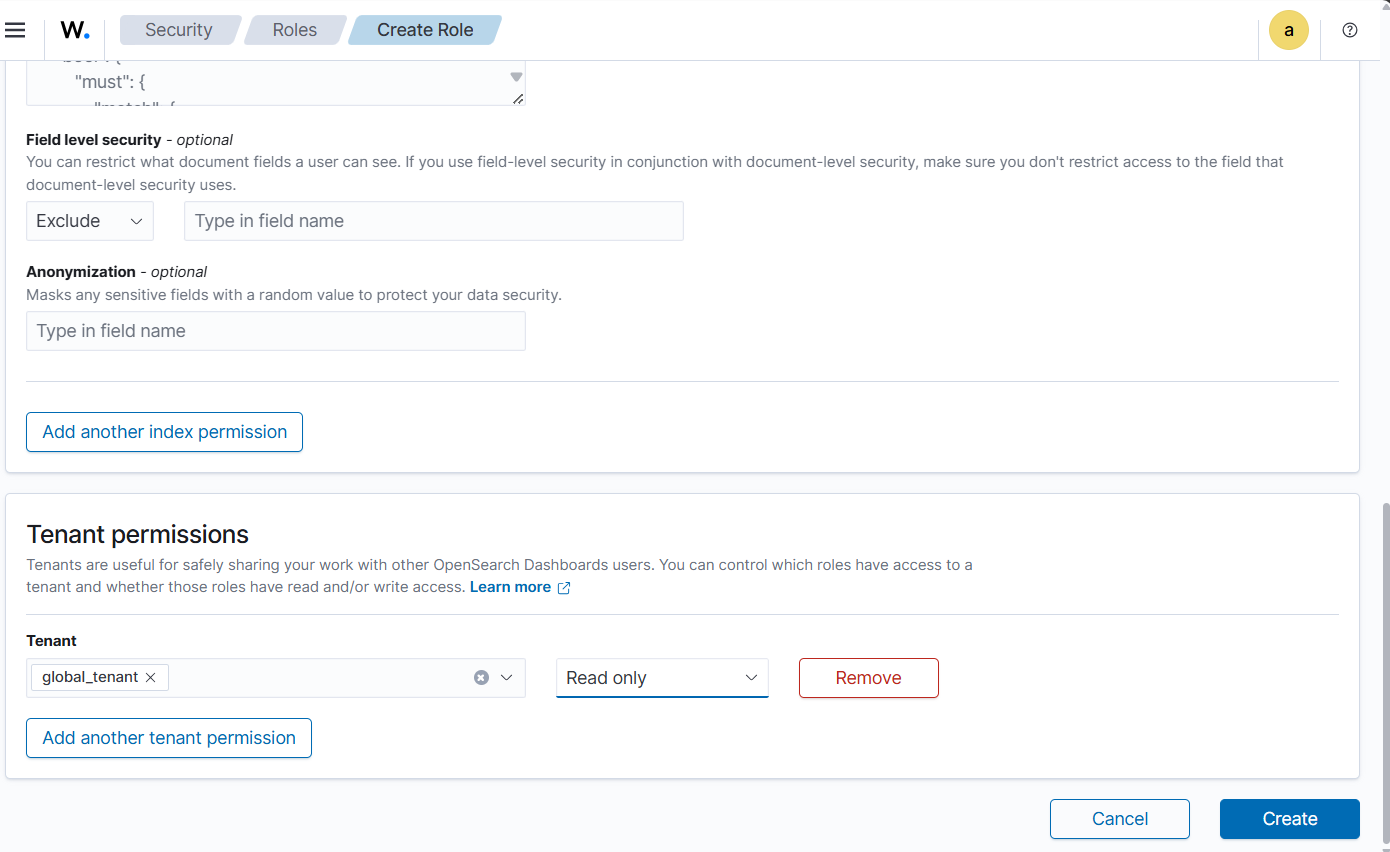 W.
Security
Roles
Create Role
a
"must": {
Field level security - optional
You can restrict what document fields a user can see. If you use field-level security in conjunction with document-level security, make sure you don't restrict access to the field that
document-level security uses.
Exclude
Type in field name
Anonymization - optional
Masks any sensitive fields with a random value to protect your data security.
Type in field name
Add another index permission
Tenant permissions
Tenants are useful for safely sharing your work with other OpenSearch Dashboards users. You can control which roles have access to a
tenant and whether those roles have read and/or write access. Learn more
Tenant
global_tenant
Read only
Remove
Add another tenant permission
Cancel
Create